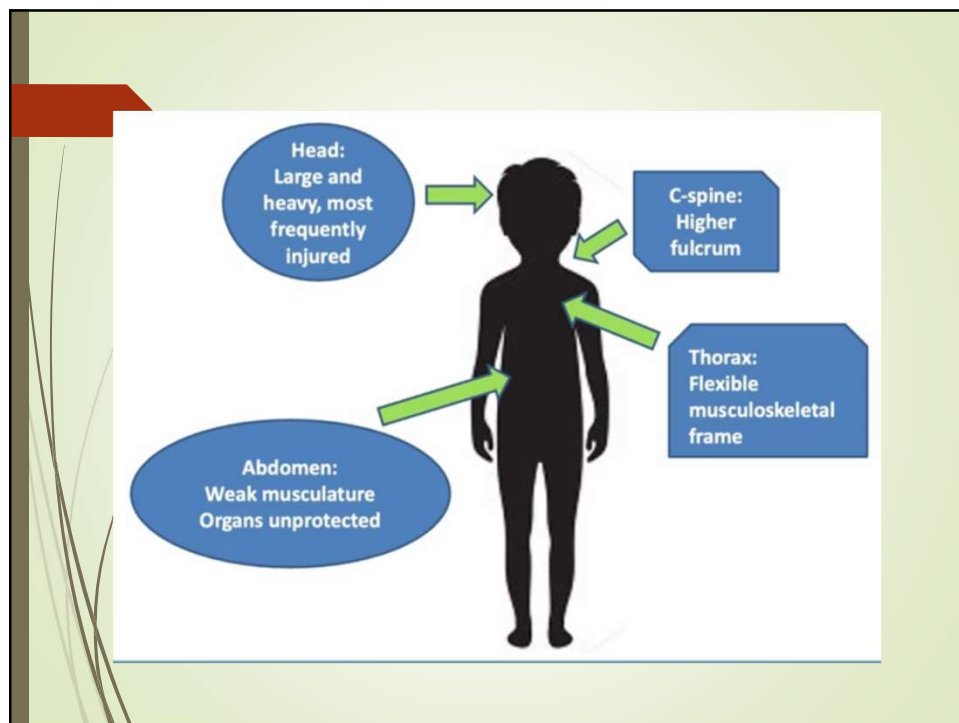 Head:
Large and
heavy, most
frequently
injured
C-spine:
Higher
fulcrum
Thorax:
Flexible
musculoskeletal
frame
Abdomen:
Weak musculature
Organs unprotected